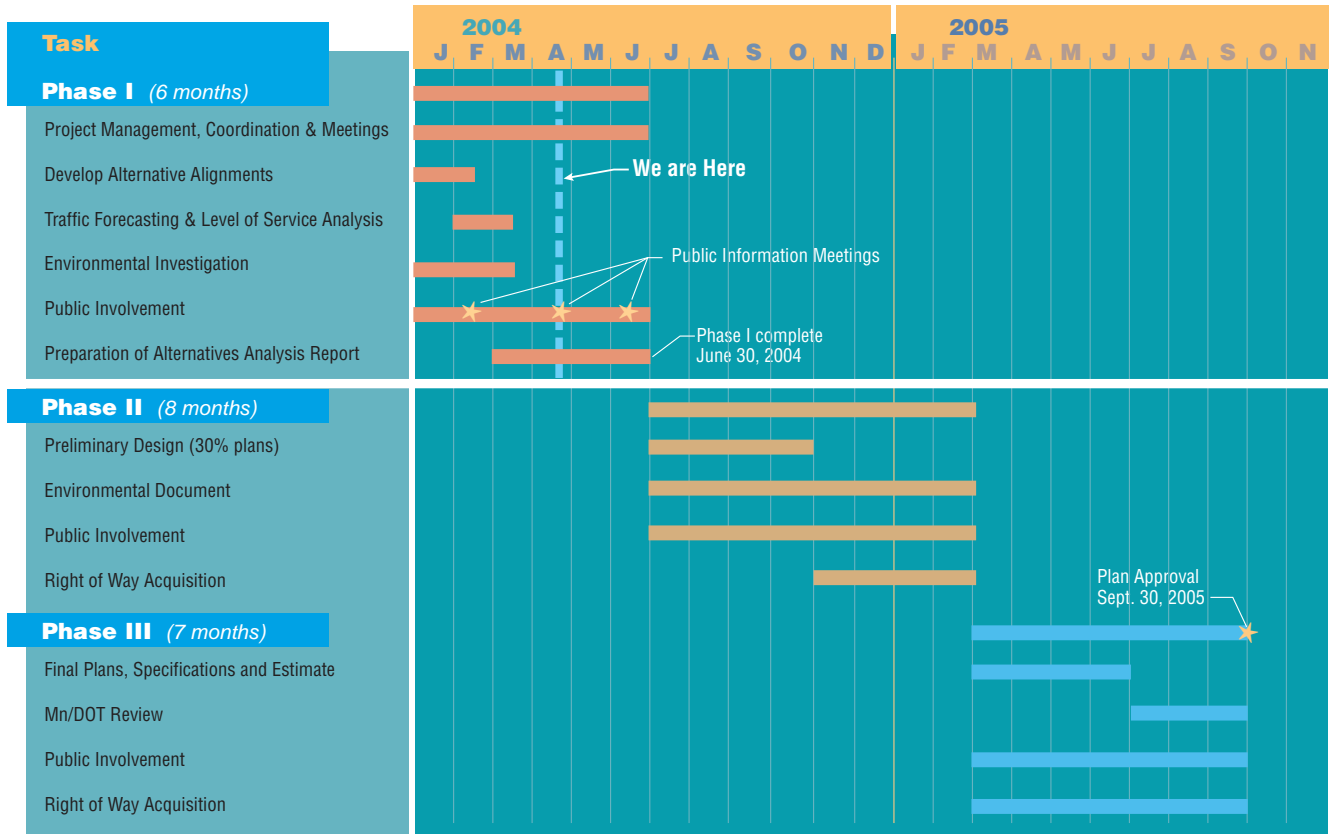 Task
2004
2005
J F M A M J J A S O N D J F M A M J J A S O N
Phase I (6 months)
Project Management, Coordination & Meetings
Develop Alternative Alignments
We are Here
Traffic Forecasting & Level of Service Analysis
Environmental Investigation
Public Information Meetings
Public Involvement
Preparation of Alternatives Analysis Report
Phase I complete
June 30, 2004
Phase II (8 months)
Preliminary Design (30% plans)
Environmental Document
Public Involvement
Right of Way Acquisition
Plan Approval
Sept. 30, 2005
Phase III (7 months)
Final Plans, Specifications and Estimate
Mn/DOT Review
Public Involvement
Right of Way Acquisition